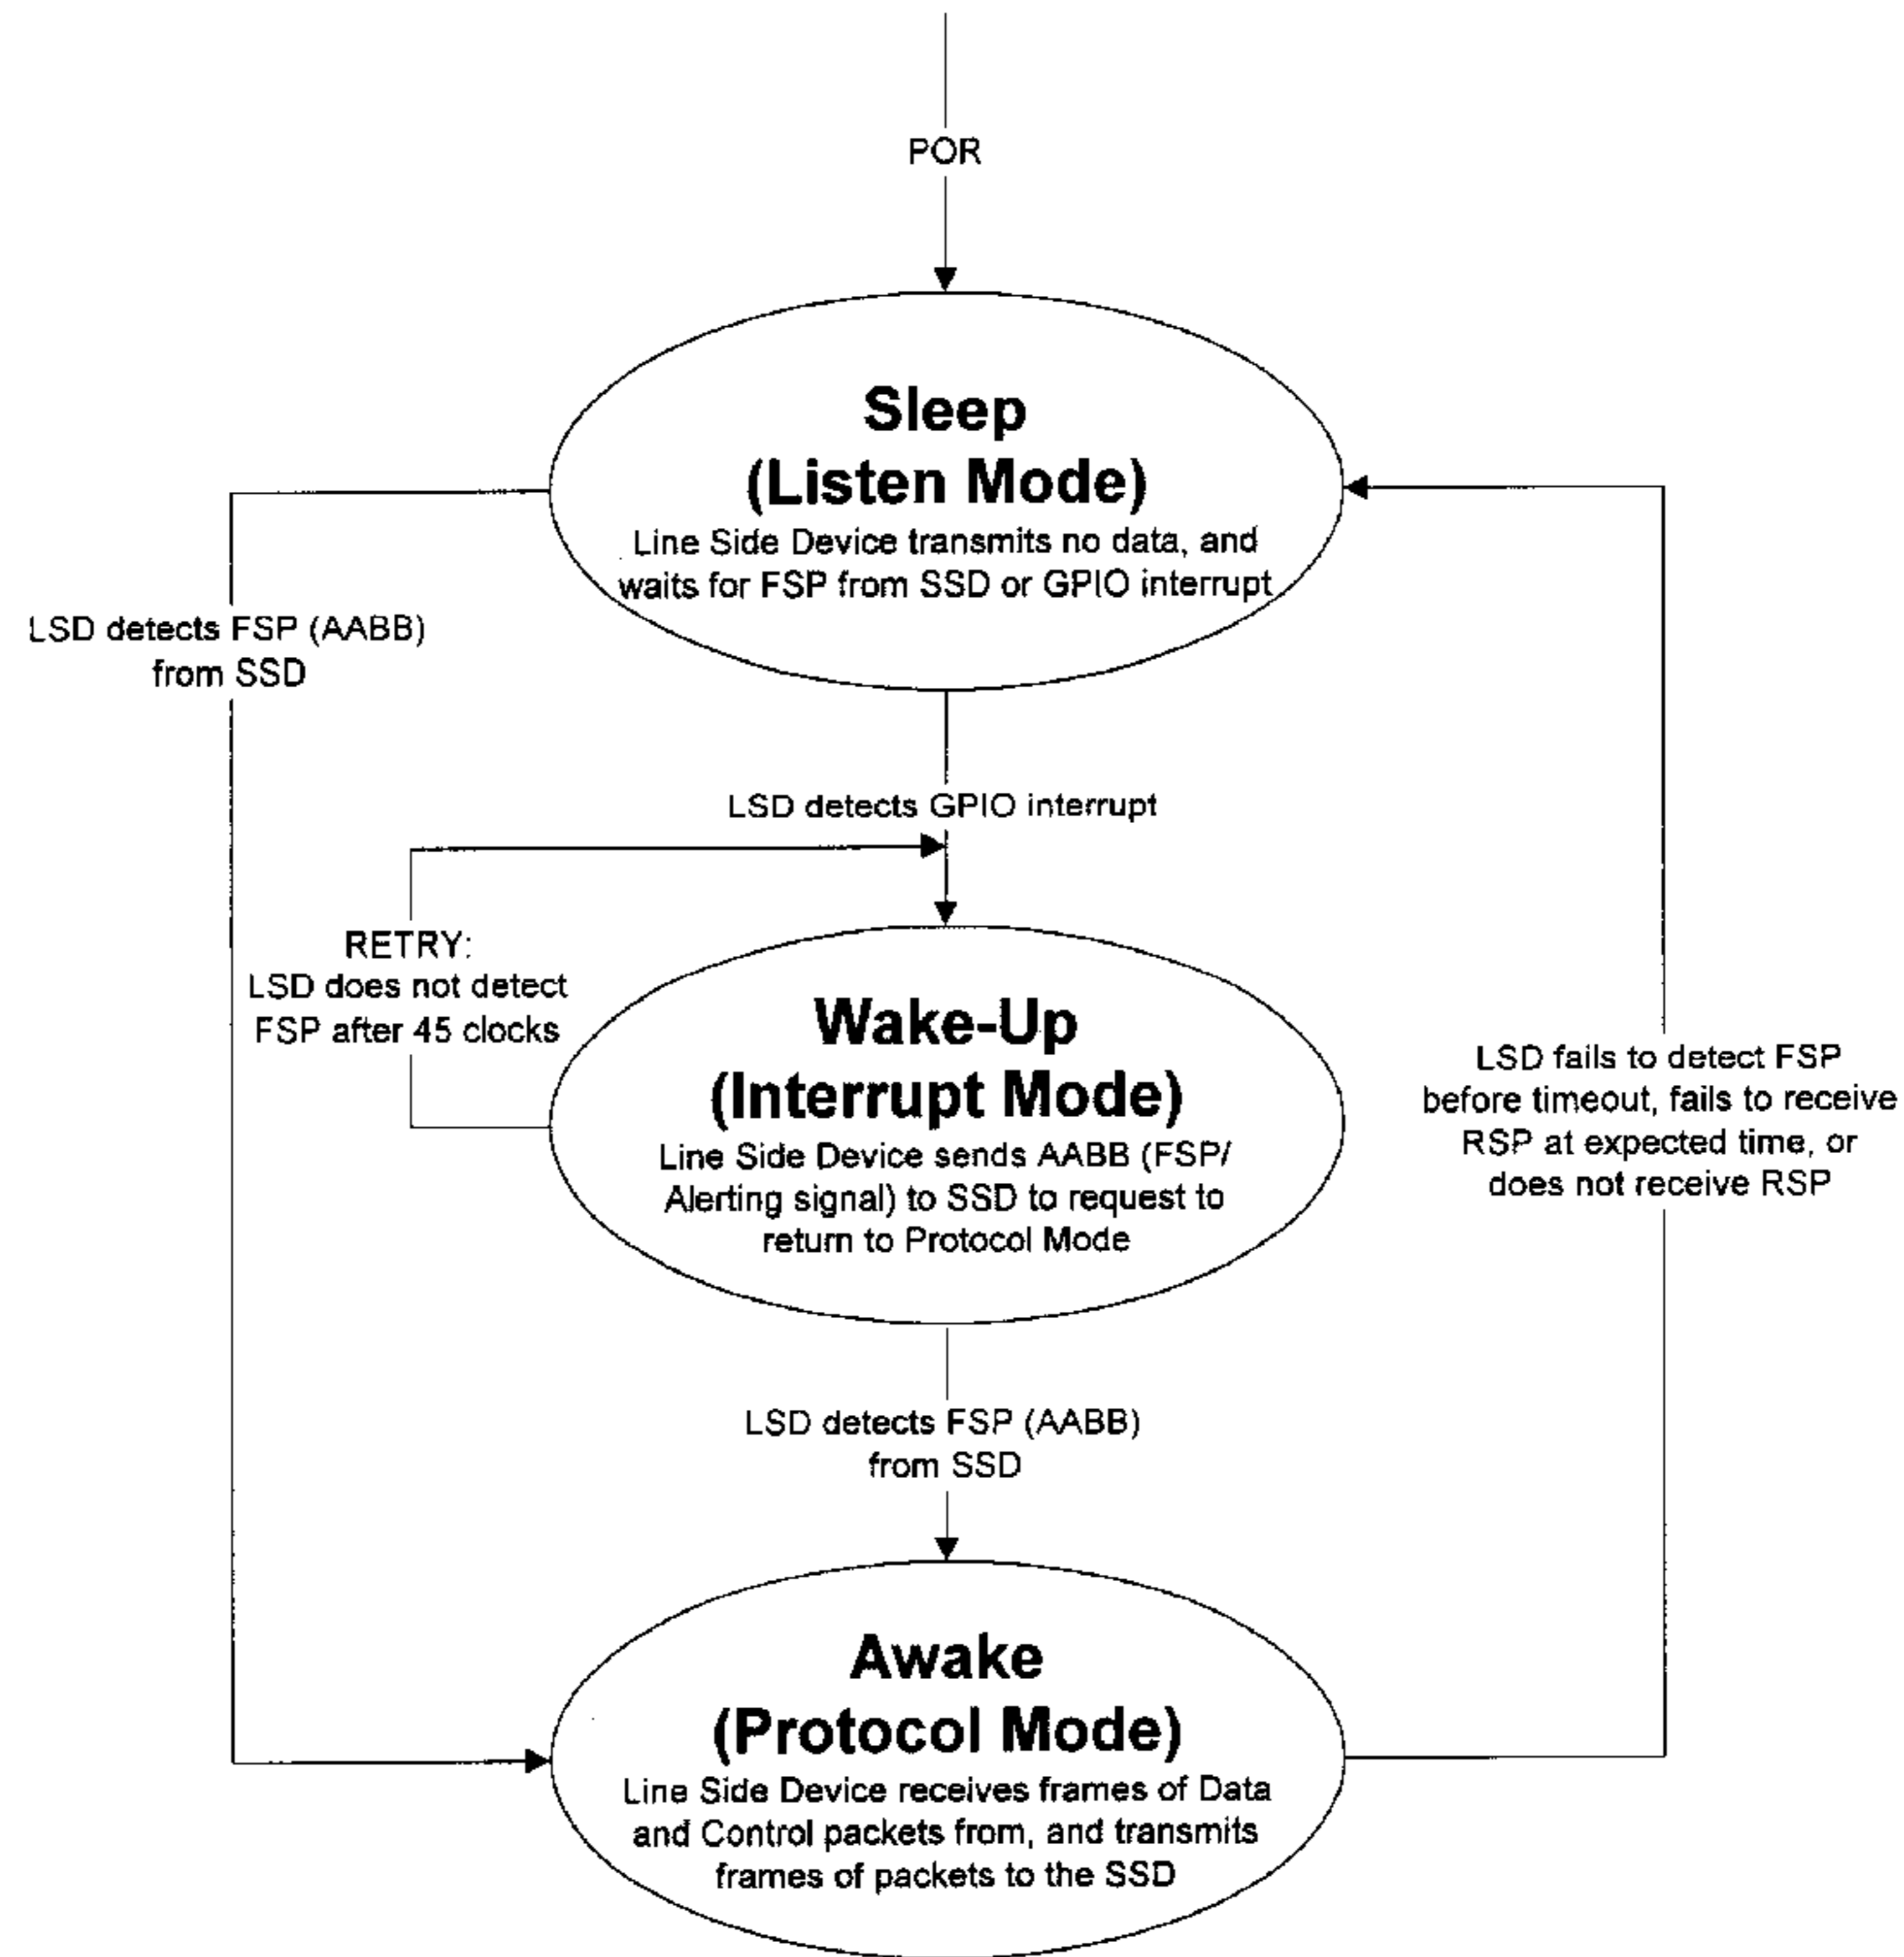 POR
Sleep
(Listen Mode)
Line Side Device transmits no data, and
waits for FSP from SSD or GPIO interrupt
LSD detects FSP (AABB)
from SSD
LSD detects GPIO interrupt
RETRY:
LSD does not detect
FSP after 45 clocks
Wake-Up
(Interrupt Mode)
Line Side Device sends AABB (FSP/
Alerting signal) to SSD to request to
return to Protocol Mode
LSD fails to detect FSP
before timeout, fails to receive
RSP at expected time, or
does not receive RSP
LSD detects FSP (AABB)
from SSD
Awake
(Protocol Mode)
Line Side Device receives frames of Data
and Control packets from, and transmits
frames of packets to the SSD